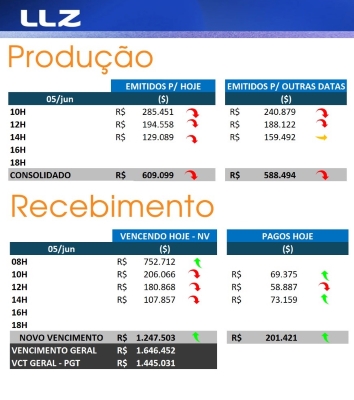 LLZ
Produção
EMITIDOS P/ HOJE EMITIDOS P/ OUTRAS DATAS
05/jun ($) ($)
10H R$ 285.451 R$ 240.879
12H R$ 194.558 R$ 188.122
14H R$ 129.089 R$ 159.492
16H
18H
CONSOLIDADO R$ 609.099 R$ 588.494
Recebimento
VENCENDO HOJE - NV PAGOS HOJE
05/jun ($) ($)
08H R$ 752.712
10H R$ 206.066 R$ 69.375
12H R$ 180.868 R$ 58.887
14H R$ 107.857 R$ 73.159
16H
18H
NOVO VENCIMENTO R$ 1.247.503 R$ 201.421
VENCIMENTO GERAL R$ 1.646.452
VCT GERAL - PGT R$ 1.445.031